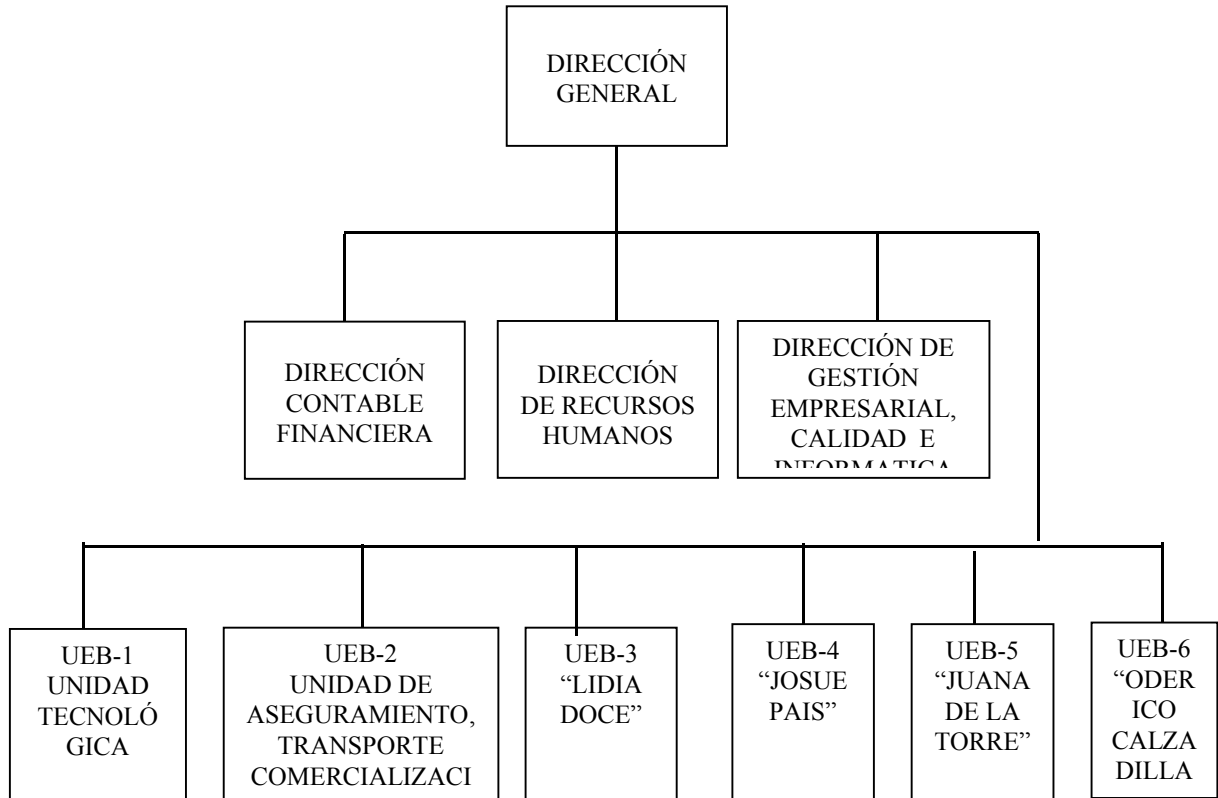 DIRECCIÓN
GENERAL
DIRECCIÓN
CONTABLE
FINANCIERA
DIRECCIÓN
DE RECURSOS
HUMANOS
DIRECCIÓN DE
GESTIÓN
EMPRESARIAL,
CALIDAD E
INFORMATICA
UEB-1
UNIDAD
TECNOLÓ
GICA
UEB-2
UNIDAD DE
ASEGURAMIENTO,
TRANSPORTE
COMERCIALIZACI
UEB-3
“LIDIA
DOCE”
UEB-4
“JOSUE
PAIS”
UEB-5
“JUANA
DE LA
TORRE”
UEB-6
“ODER
ICO
CALZA
DILLA